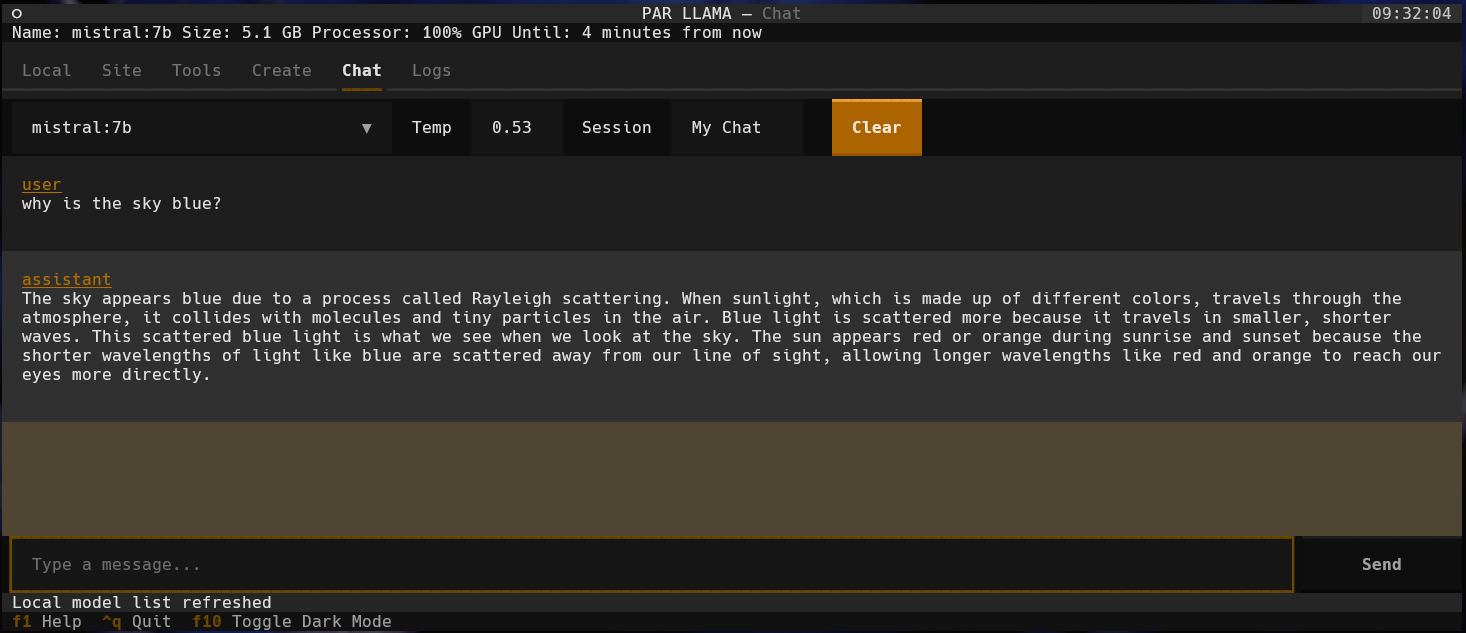 PAR LLAMA — Chat
09:32:04
Name: mistral:7b Size: 5.1 GB Processor: 100% GPU Until: 4 minutes from now
Local Site Tools Create Chat Logs
mistral:7b ▼ Temp 0.53 Session My Chat Clear
user
why is the sky blue?
assistant
The sky appears blue due to a process called Rayleigh scattering. When sunlight, which is made up of different colors, travels through the
atmosphere, it collides with molecules and tiny particles in the air. Blue light is scattered more because it travels in smaller, shorter
waves. This scattered blue light is what we see when we look at the sky. The sun appears red or orange during sunrise and sunset because the
shorter wavelengths of light like blue are scattered away from our line of sight, allowing longer wavelengths like red and orange to reach our
eyes more directly.
Type a message... Send
Local model list refreshed
f1 Help ^q Quit f10 Toggle Dark Mode